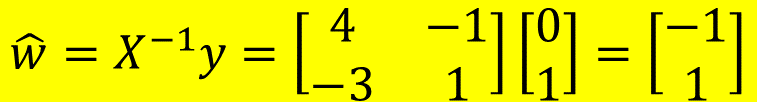 ŵ = X⁻¹y = [4 −1; −3 1] [0; 1] = [−1; 1]